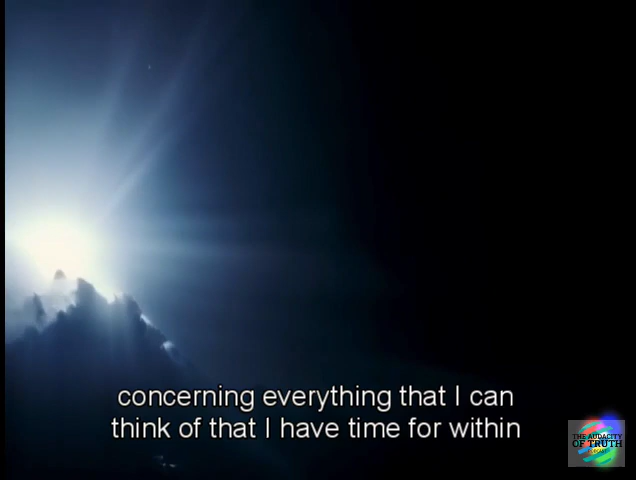 concerning everything that I can
think of that I have time for within
THE AUDACITY
OF TRUTH